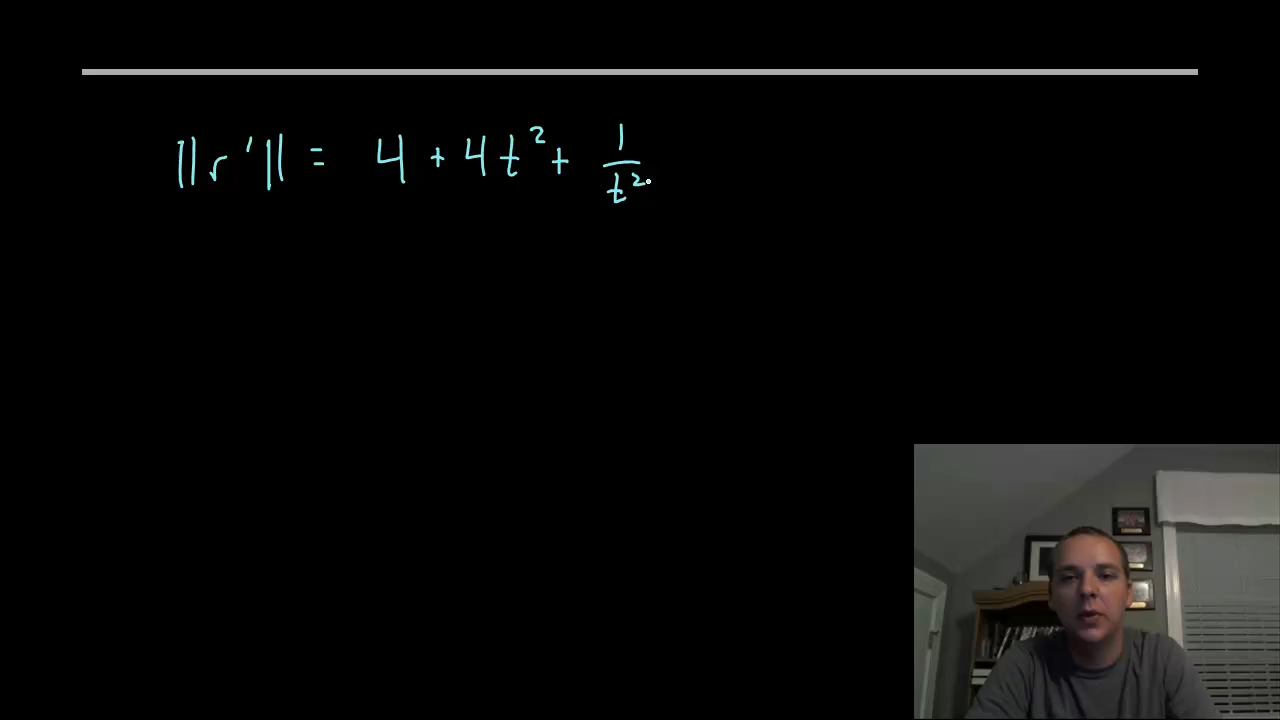 ||r'|| = 4 + 4t² + 1/t²